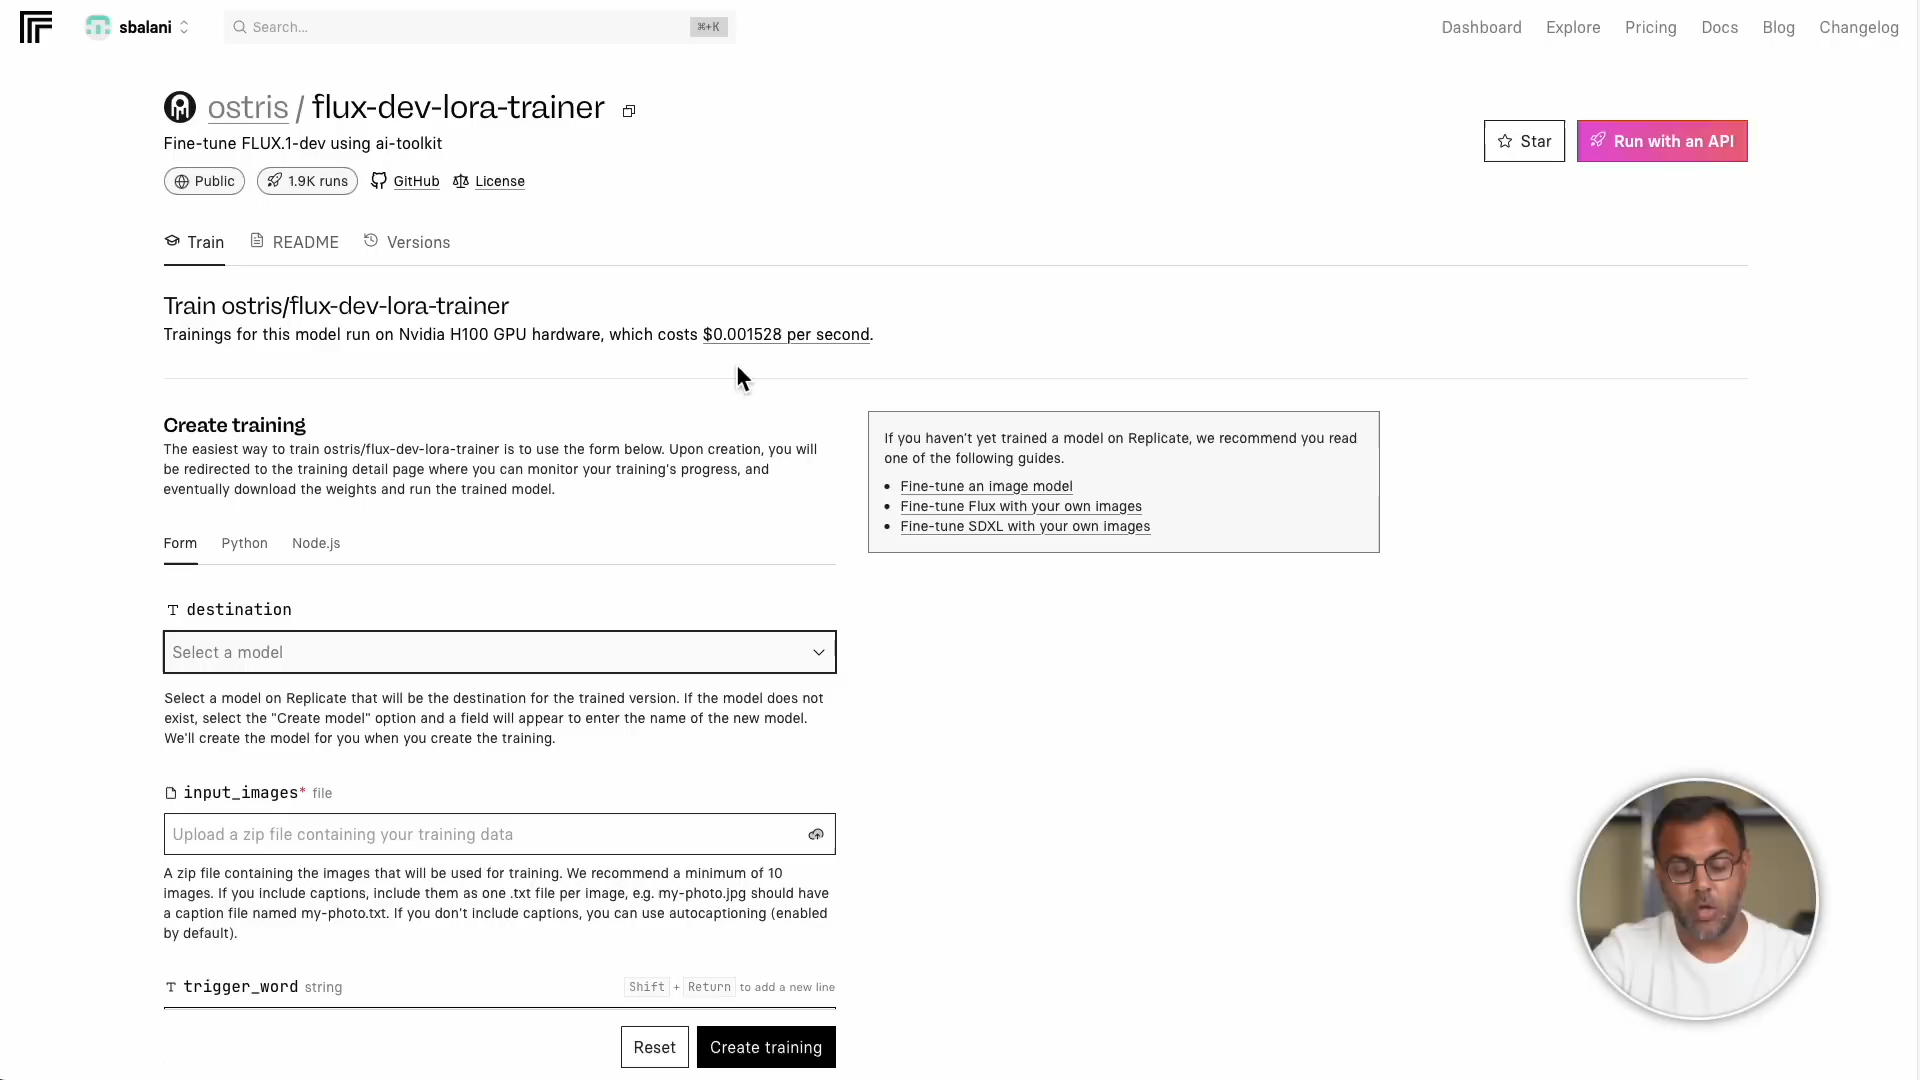 sbalani
Search...
⌘+K
Dashboard
Explore
Pricing
Docs
Blog
Changelog
ostris / flux-dev-lora-trainer
Fine-tune FLUX.1-dev using ai-toolkit
Public
1.9K runs
GitHub
License
Star
Run with an API
Train
README
Versions
Train ostris/flux-dev-lora-trainer
Trainings for this model run on Nvidia H100 GPU hardware, which costs $0.001528 per second.
Create training
The easiest way to train ostris/flux-dev-lora-trainer is to use the form below. Upon creation, you will
be redirected to the training detail page where you can monitor your training's progress, and
eventually download the weights and run the trained model.
If you haven't yet trained a model on Replicate, we recommend you read
one of the following guides.
Fine-tune an image model
Fine-tune Flux with your own images
Fine-tune SDXL with your own images
Form
Python
Node.js
destination
Select a model
Select a model on Replicate that will be the destination for the trained version. If the model does not
exist, select the "Create model" option and a field will appear to enter the name of the new model.
We'll create the model for you when you create the training.
input_images* file
Upload a zip file containing your training data
A zip file containing the images that will be used for training. We recommend a minimum of 10
images. If you include captions, include them as one .txt file per image, e.g. my-photo.jpg should have
a caption file named my-photo.txt. If you don't include captions, you can use autocaptioning (enabled
by default).
trigger_word string
Shift + Return to add a new line
Reset
Create training